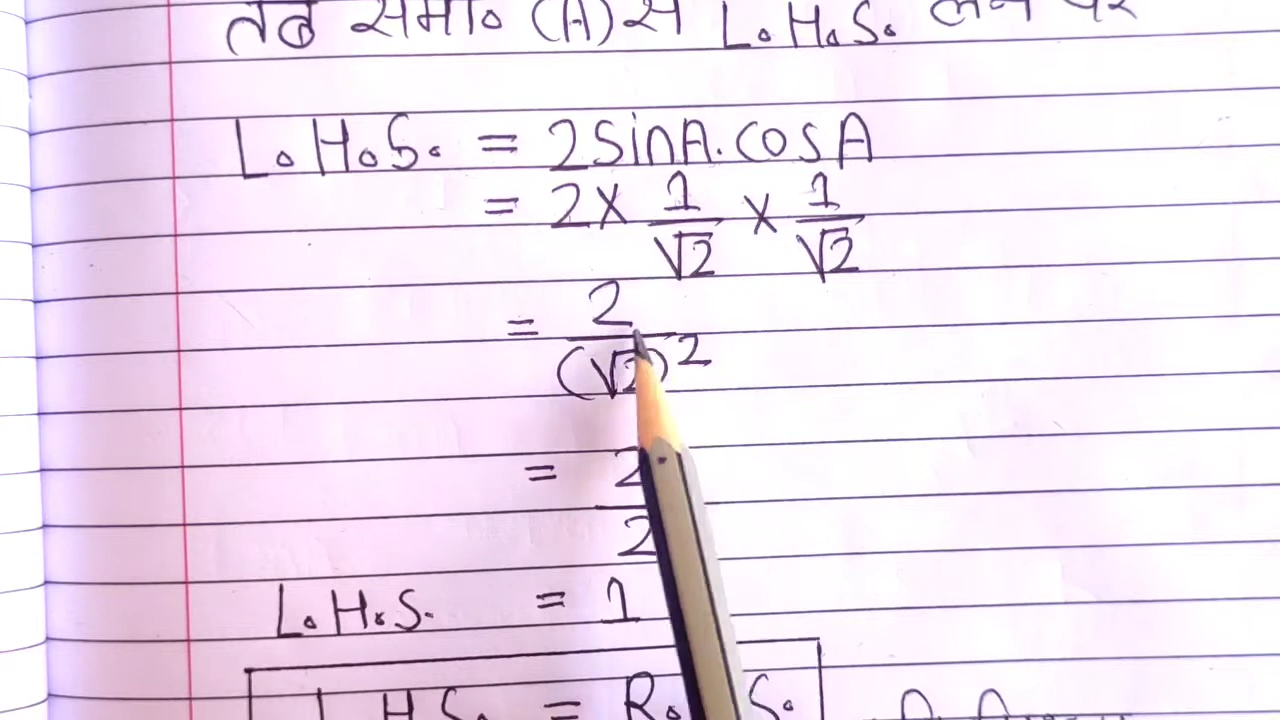 तब समी० (A) से L.H.S. लेने पर
L.H.S. = 2sinA.cosA
= 2 × 1/√2 × 1/√2
= 2/(√2)²
= 2/2
L.H.S. = 1
L.H.S. = R. S.